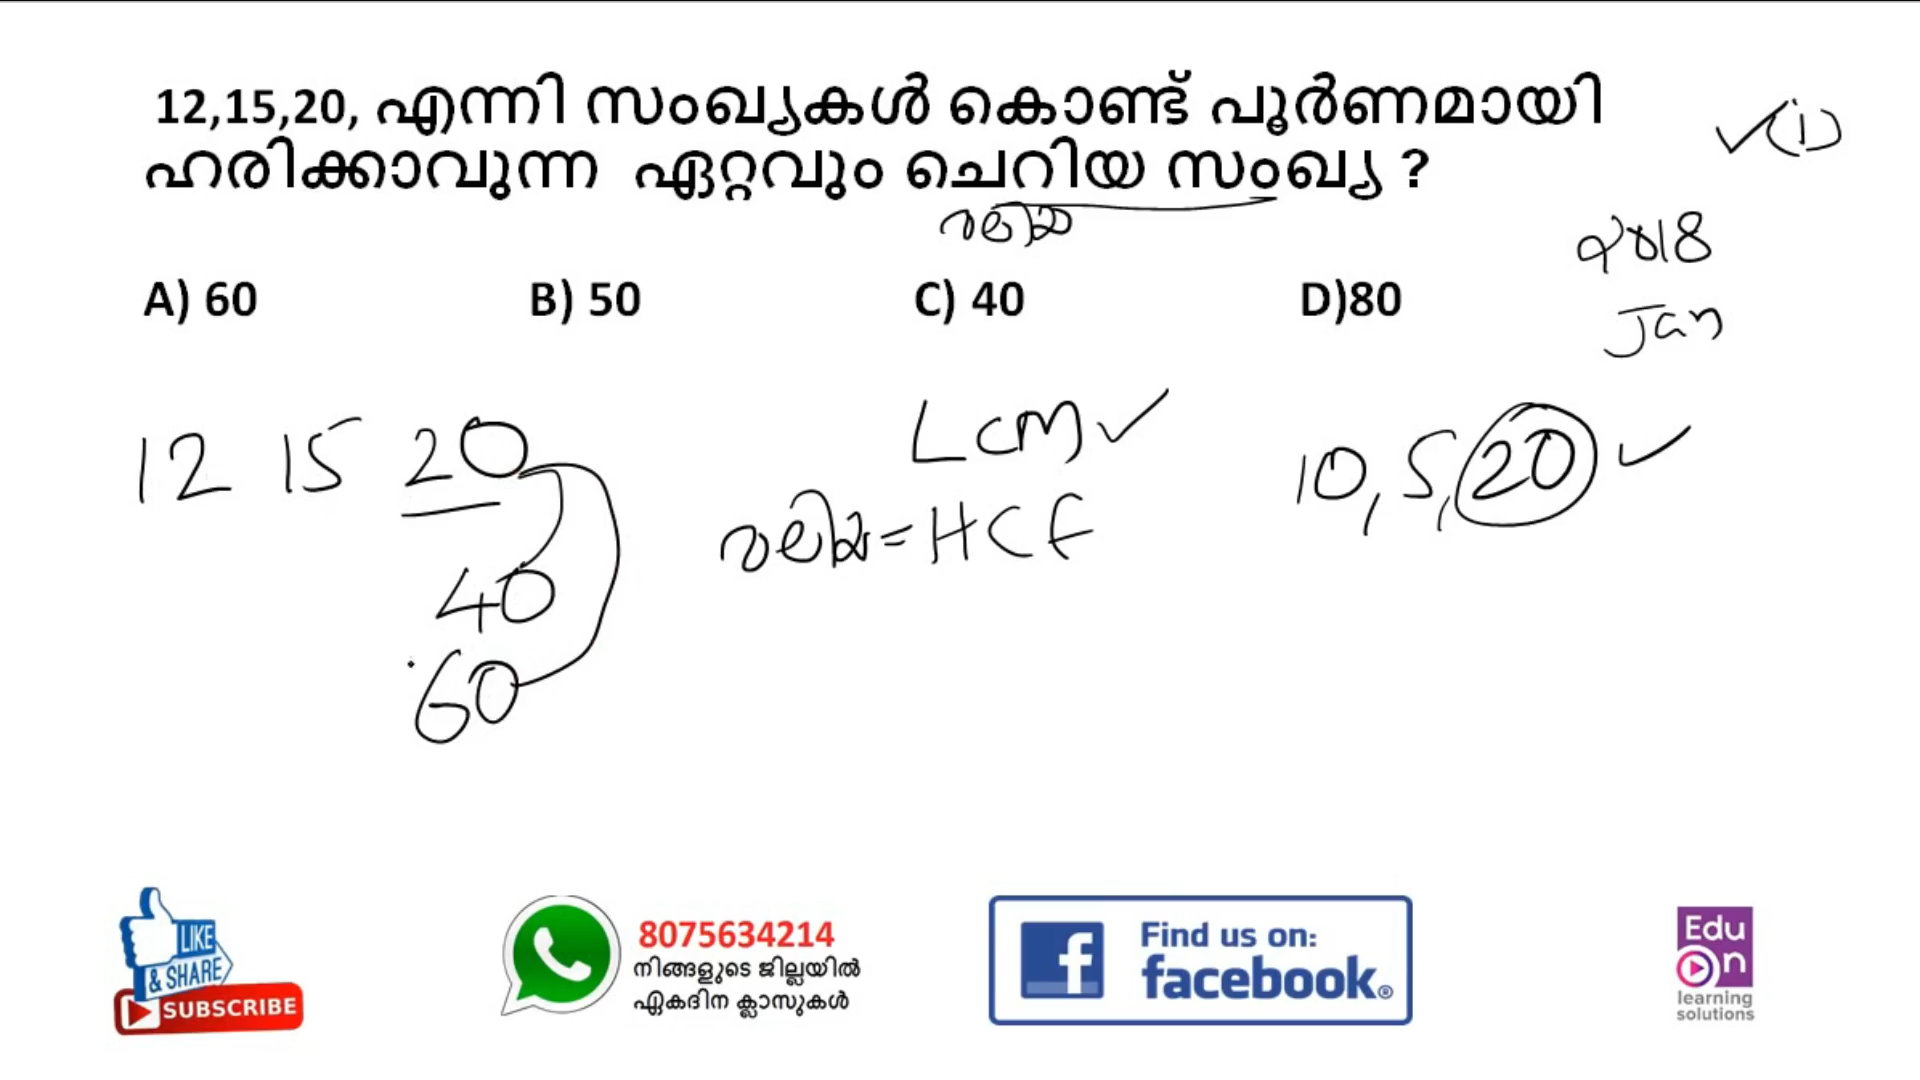 12,15,20, എന്നി സംഖ്യകൾ കൊണ്ട് പൂർണമായി
ഹരിക്കാവുന്ന ഏറ്റവും ചെറിയ സംഖ്യ ?
വലിയ
✓(i)
2018
Jan
A) 60
B) 50
C) 40
D)80
12 15 20
40
60
LCM✓
വലിയ=HCF
10, 5, 20 ✓
LIKE
& SHARE
SUBSCRIBE
8075634214
നിങ്ങളുടെ ജില്ലയിൽ
ഏകദിന ക്ലാസുകൾ
Find us on:
facebook®
Edu
On
learning
solutions